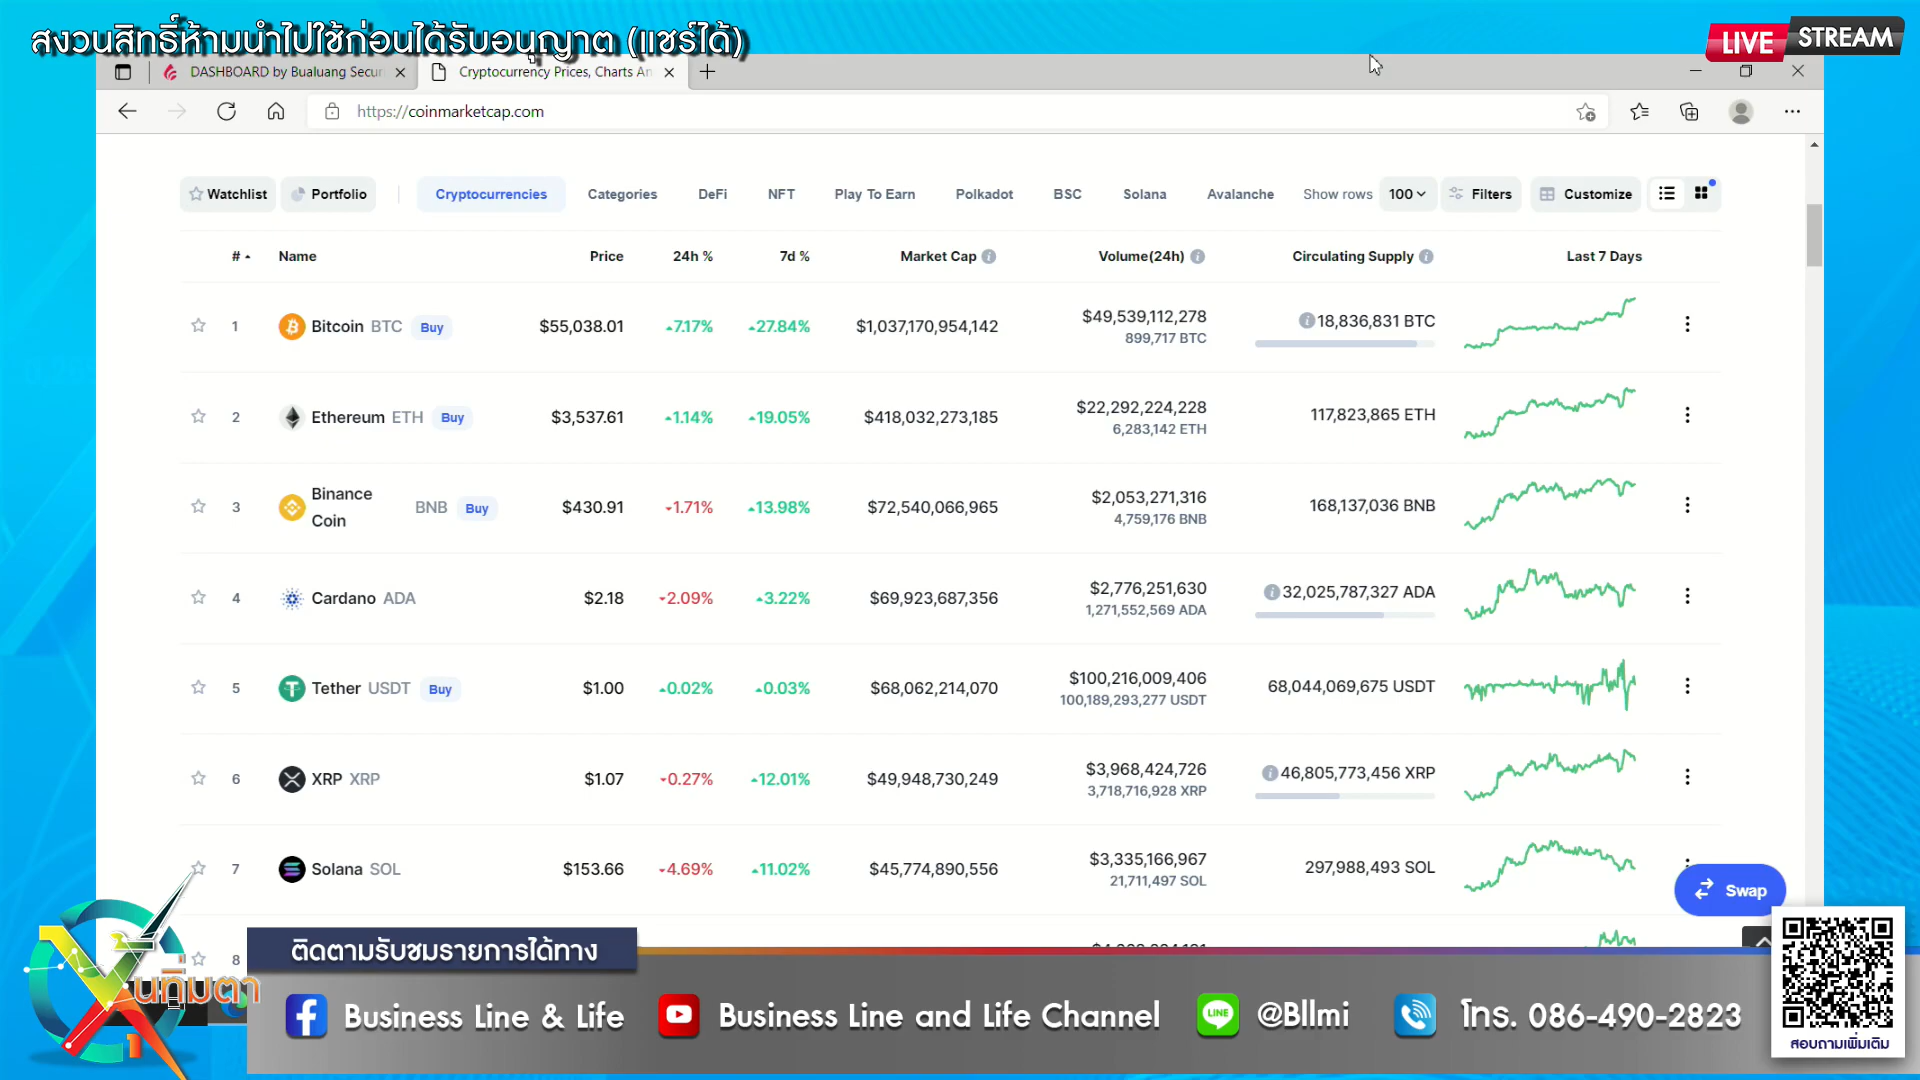 สงวนสิทธิ์ห้ามนำไปใช้ก่อนได้รับอนุญาต (แชร์ได้)
LIVE STREAM
DASHBOARD by Bualuang Secur
Cryptocurrency Prices, Charts An
https://coinmarketcap.com
Watchlist Portfolio Cryptocurrencies Categories DeFi NFT Play To Earn Polkadot BSC Solana Avalanche Show rows 100 Filters Customize
# Name Price 24h % 7d % Market Cap Volume(24h) Circulating Supply Last 7 Days
1 Bitcoin BTC Buy $55,038.01 7.17% 27.84% $1,037,170,954,142 $49,539,112,278 18,836,831 BTC
899,717 BTC
2 Ethereum ETH Buy $3,537.61 1.14% 19.05% $418,032,273,185 $22,292,224,228 117,823,865 ETH
6,283,142 ETH
3 Binance Coin BNB Buy $430.91 1.71% 13.98% $72,540,066,965 $2,053,271,316 168,137,036 BNB
4,759,176 BNB
4 Cardano ADA $2.18 2.09% 3.22% $69,923,687,356 $2,776,251,630 32,025,787,327 ADA
1,271,552,569 ADA
5 Tether USDT Buy $1.00 0.02% 0.03% $68,062,214,070 $100,216,009,406 68,044,069,675 USDT
100,189,293,277 USDT
6 XRP XRP $1.07 0.27% 12.01% $49,948,730,249 $3,968,424,726 46,805,773,456 XRP
3,718,716,928 XRP
7 Solana SOL $153.66 4.69% 11.02% $45,774,890,556 $3,335,166,967 297,988,493 SOL
21,711,497 SOL
Swap
8
ติดตามรับชมรายการได้ทาง
Business Line & Life
Business Line and Life Channel
LINE @Bllmi
โทร. 086-490-2823
สอบถามเพิ่มเติม